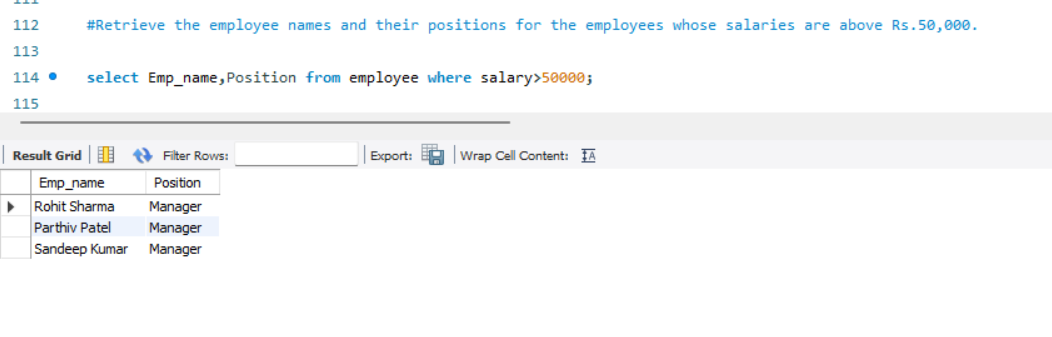 112 #Retrieve the employee names and their positions for the employees whose salaries are above Rs.50,000.
113
114 select Emp_name,Position from employee where salary>50000;
115
Result Grid Filter Rows: Export: Wrap Cell Content: IA
Emp_name Position
Rohit Sharma Manager
Parthiv Patel Manager
Sandeep Kumar Manager